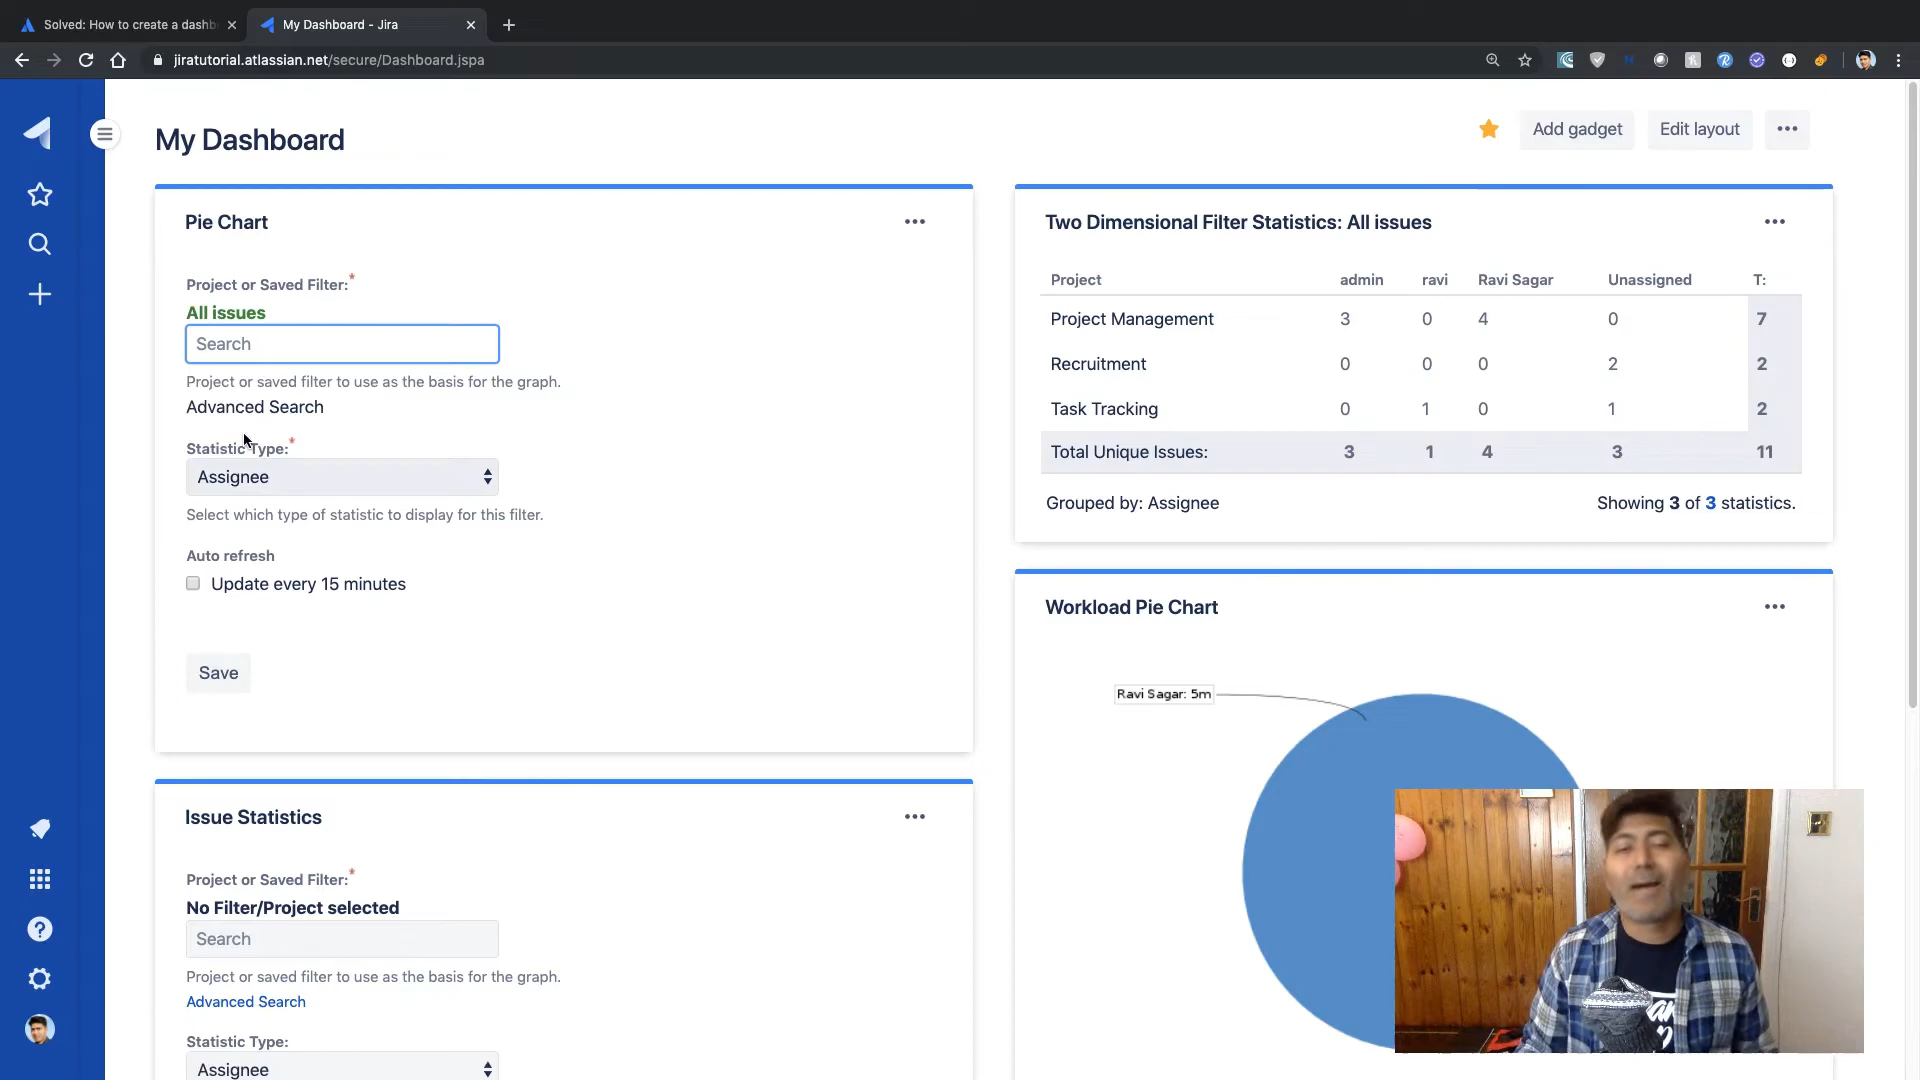 Solved: How to create a dashb
My Dashboard - Jira
jiratutorial.atlassian.net/secure/Dashboard.jspa
My Dashboard
Add gadget
Edit layout
Pie Chart
Project or Saved Filter:*
All issues
Search
Project or saved filter to use as the basis for the graph.
Advanced Search
Statistic Type:*
Assignee
Select which type of statistic to display for this filter.
Auto refresh
Update every 15 minutes
Save
Issue Statistics
Project or Saved Filter:*
No Filter/Project selected
Search
Project or saved filter to use as the basis for the graph.
Advanced Search
Statistic Type:
Assignee
Two Dimensional Filter Statistics: All issues
Project admin ravi Ravi Sagar Unassigned T:
Project Management 3 0 4 0 7
Recruitment 0 0 0 2 2
Task Tracking 0 1 0 1 2
Total Unique Issues: 3 1 4 3 11
Grouped by: Assignee
Showing 3 of 3 statistics.
Workload Pie Chart
Ravi Sagar: 5m